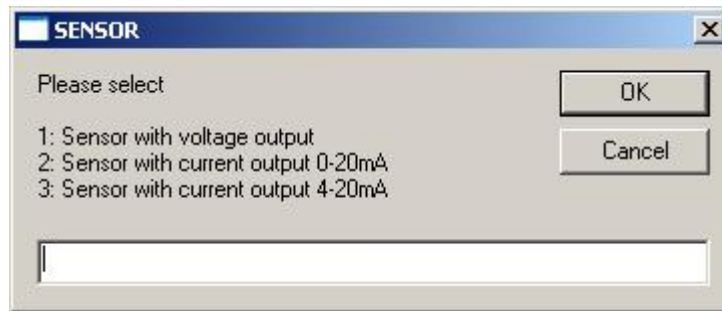 SENSOR
Please select
OK
1: Sensor with voltage output
2: Sensor with current output 0-20mA
3: Sensor with current output 4-20mA
Cancel